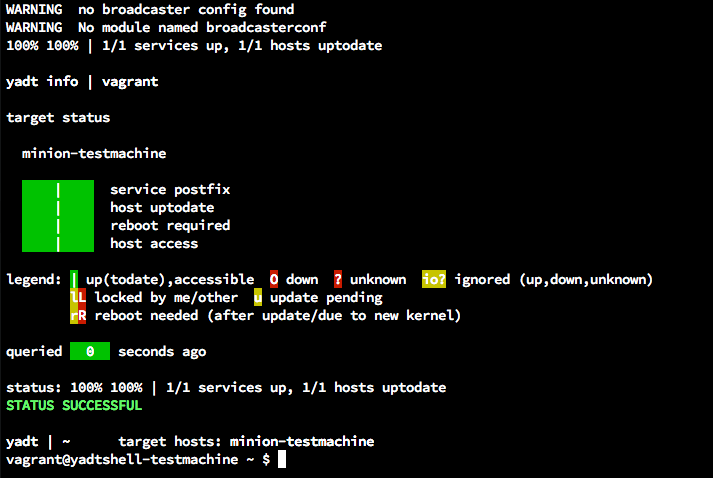 WARNING  no broadcaster config found
WARNING  No module named broadcasterconf
100% 100% | 1/1 services up, 1/1 hosts uptodate
yadt info | vagrant
target status
minion-testmachine
| service postfix
| host uptodate
| reboot required
| host access
legend: | up(todate),accessible  O down  ? unknown  io? ignored (up,down,unknown)
lL locked by me/other  u update pending
rR reboot needed (after update/due to new kernel)
queried 0 seconds ago
status: 100% 100% | 1/1 services up, 1/1 hosts uptodate
STATUS SUCCESSFUL
yadt | ~      target hosts: minion-testmachine
vagrant@yadtshell-testmachine ~ $